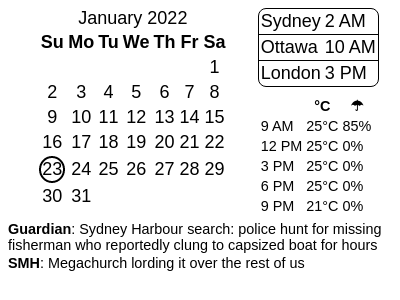 January 2022
Su Mo Tu We Th Fr Sa
1
2 3 4 5 6 7 8
9 10 11 12 13 14 15
16 17 18 19 20 21 22
23 24 25 26 27 28 29
30 31
Sydney 2 AM
Ottawa 10 AM
London 3 PM
°C ☂
9 AM 25°C 85%
12 PM 25°C 0%
3 PM 25°C 0%
6 PM 25°C 0%
9 PM 21°C 0%
Guardian: Sydney Harbour search: police hunt for missing
fisherman who reportedly clung to capsized boat for hours
SMH: Megachurch lording it over the rest of us